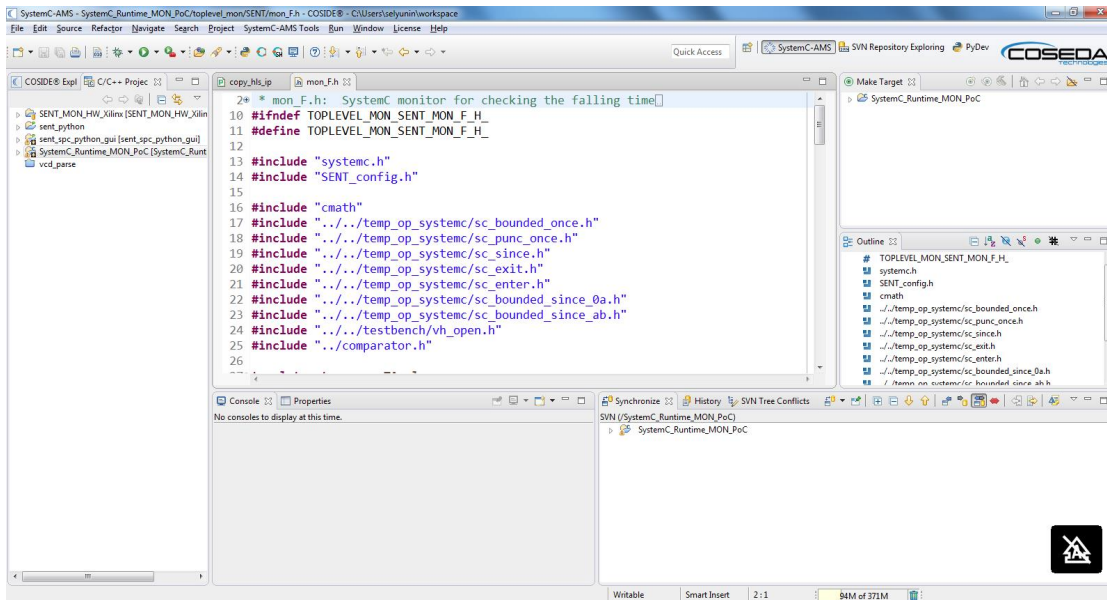 SystemC-AMS - SystemC_Runtime_MON_PoC/toplevel_mon/SENT/mon_F.h - COSIDE® - C:\Users\selyunin\workspace
File Edit Source Refactor Navigate Search Project SystemC-AMS Tools Run Window License Help
Quick Access
SystemC-AMS
SVN Repository Exploring
PyDev
COSEDA
Technologies
COSIDE® Expl
C/C++ Projec
SENT_MON_HW_Xilinx [SENT_MON_HW_Xilin
sent_python
sent_spc_python_gui [sent_spc_python_gui]
SystemC_Runtime_MON_PoC [SystemC_Runt
vcd_parse
copy_hls_ip
mon_F.h
2 * mon_F.h: SystemC monitor for checking the falling time
10 #ifndef TOPLEVEL_MON_SENT_MON_F_H_
11 #define TOPLEVEL_MON_SENT_MON_F_H_
12
13 #include "systemc.h"
14 #include "SENT_config.h"
15
16 #include "cmath"
17 #include "../../temp_op_systemc/sc_bounded_once.h"
18 #include "../../temp_op_systemc/sc_punc_once.h"
19 #include "../../temp_op_systemc/sc_since.h"
20 #include "../../temp_op_systemc/sc_exit.h"
21 #include "../../temp_op_systemc/sc_enter.h"
22 #include "../../temp_op_systemc/sc_bounded_since_0a.h"
23 #include "../../temp_op_systemc/sc_bounded_since_ab.h"
24 #include "../../testbench/vh_open.h"
25 #include "../comparator.h"
26
Make Target
SystemC_Runtime_MON_PoC
Outline
# TOPLEVEL_MON_SENT_MON_F_H_
systemc.h
SENT_config.h
cmath
../../temp_op_systemc/sc_bounded_once.h
../../temp_op_systemc/sc_punc_once.h
../../temp_op_systemc/sc_since.h
../../temp_op_systemc/sc_exit.h
../../temp_op_systemc/sc_enter.h
../../temp_op_systemc/sc_bounded_since_0a.h
../../temp_op_systemc/sc_bounded_since_ab.h
Console
Properties
No consoles to display at this time.
Synchronize
History
SVN Tree Conflicts
SVN (/SystemC_Runtime_MON_PoC)
SystemC_Runtime_MON_PoC
Writable
Smart Insert
2 : 1
94M of 371M